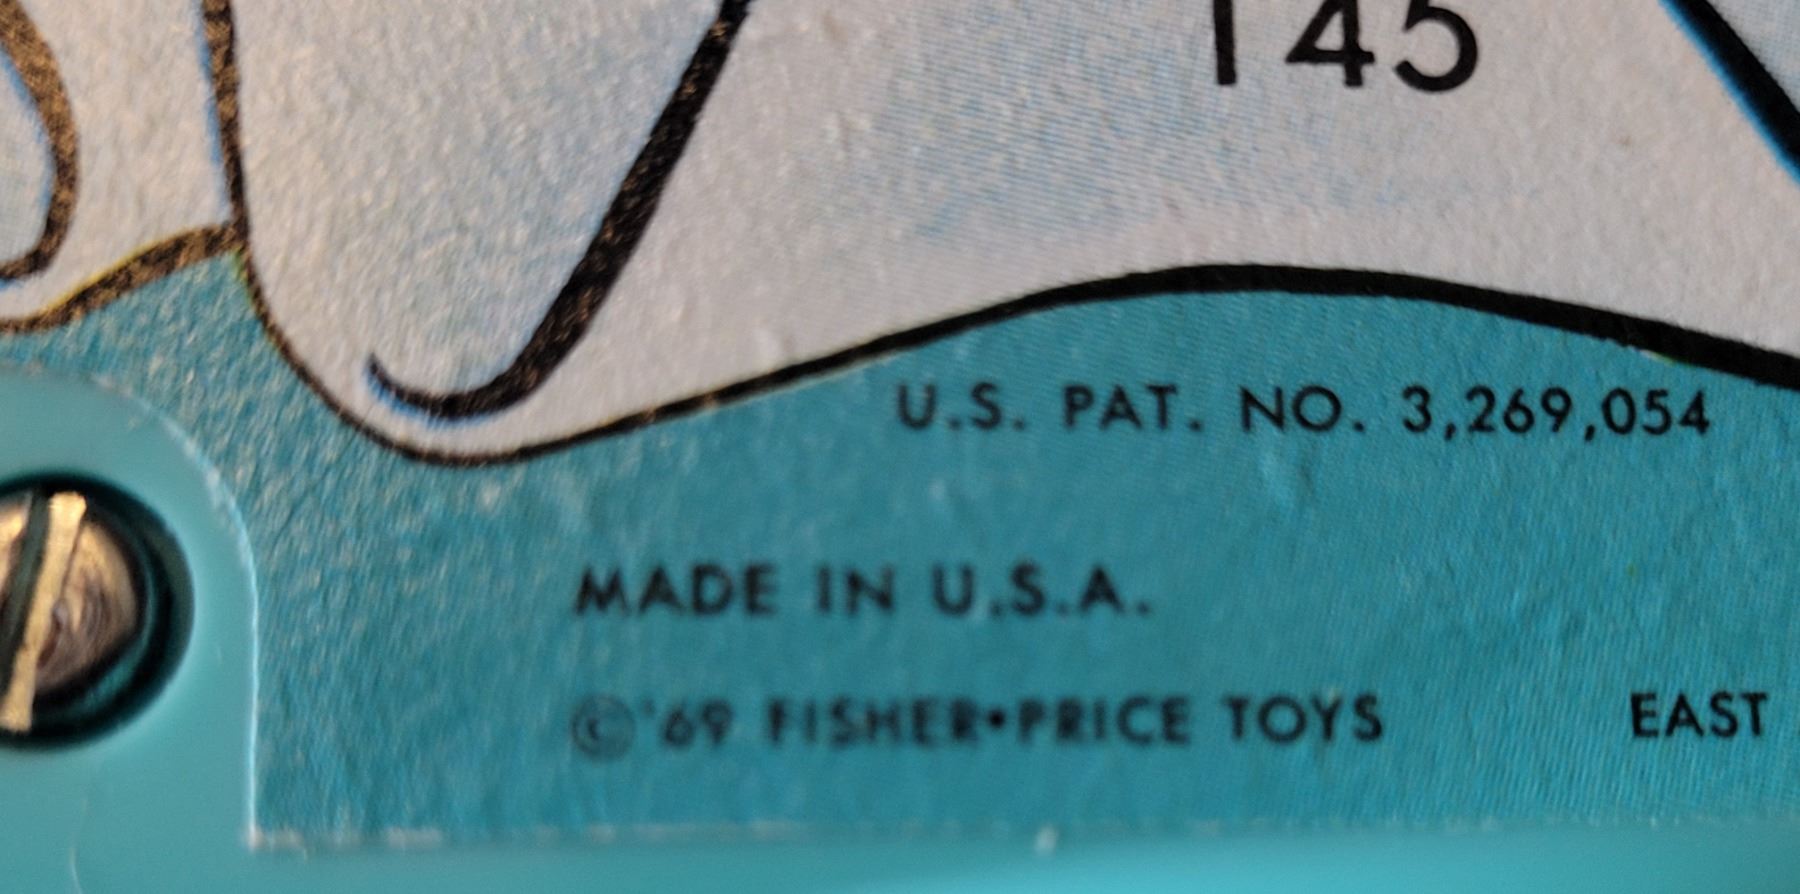 145
U.S. PAT. NO. 3,269,054
MADE IN U.S.A.
©'69 FISHER•PRICE TOYS EAST